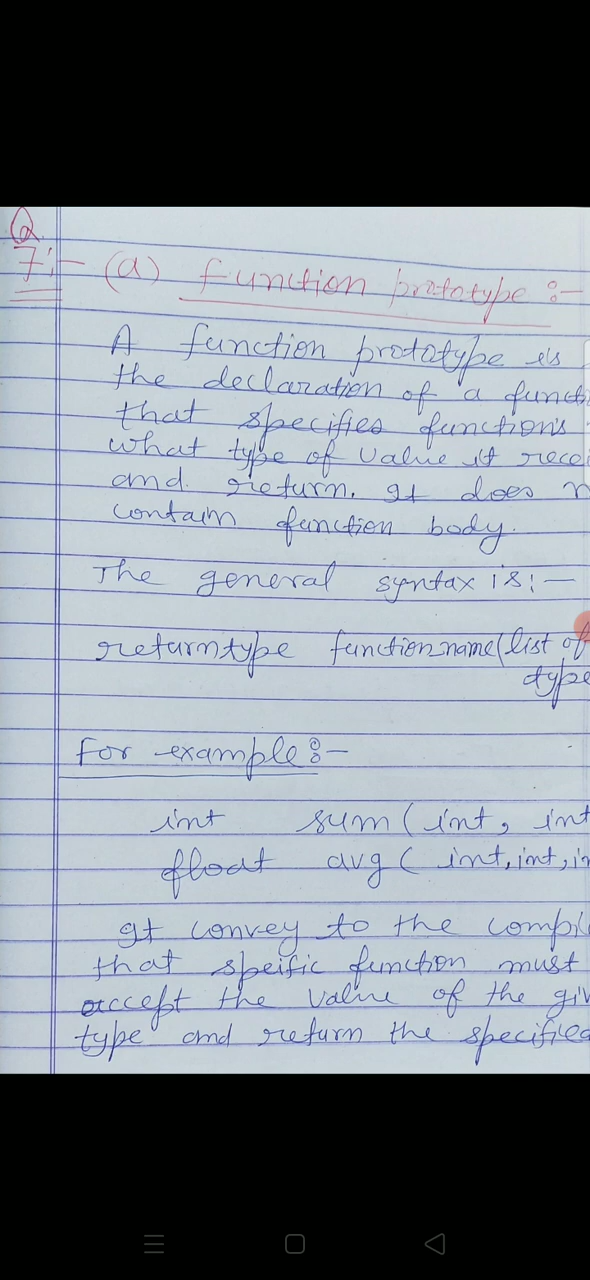 Q
7:- (a) function prototype :-
A function prototype is
the declaration of a functi
that specifies function's
what type of value it recei
and return. It does n
contain function body.
The general syntax is:-
returntype function_name(list of
type
For example:-
int sum (int, int
float avg ( int, int, in
It convey to the compil
that speific function must
accept the value of the giv
type and return the specified